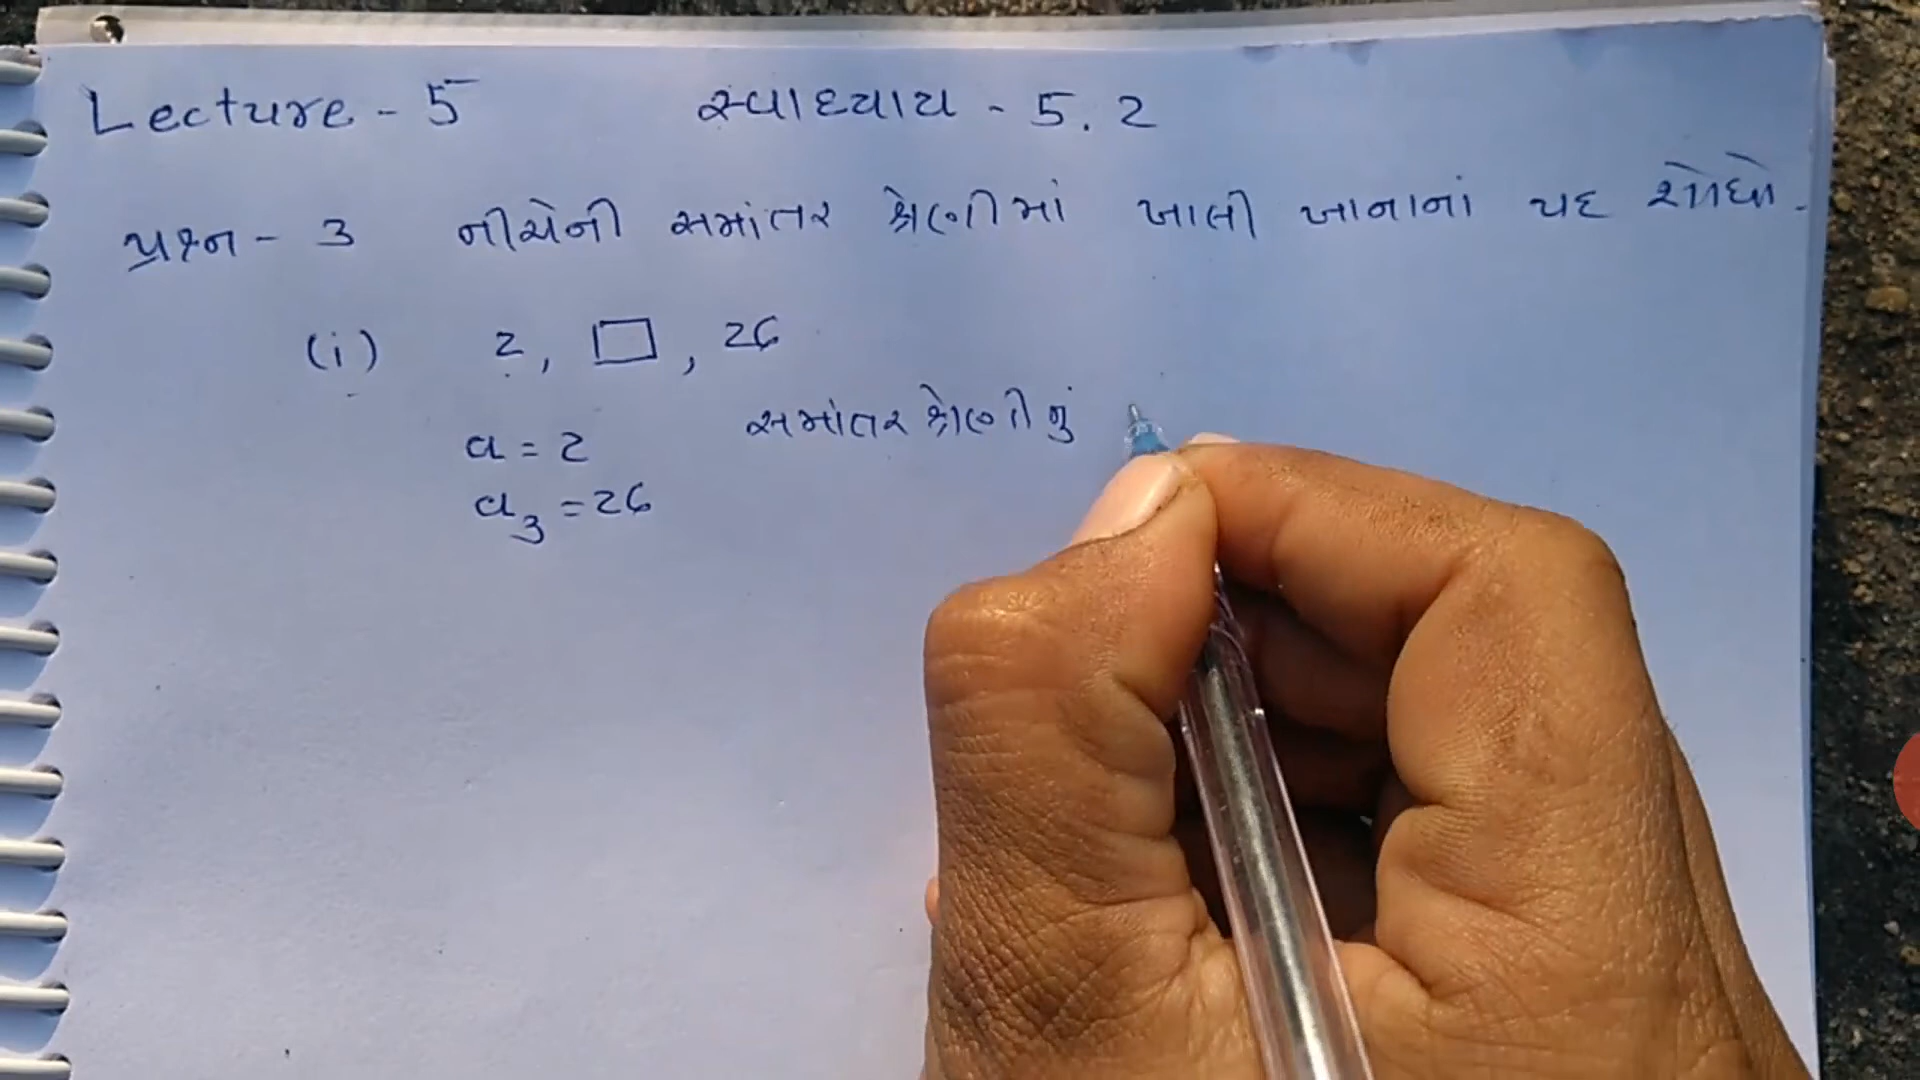 Lecture - 5 સ્વાધ્યાય - 5.2
પ્રશ્ન - 3 નીચેની સમાંતર શ્રેણીમાં ખાલી ખાનાનાં પદ શોધો.
(i) 2, □, 26
a = 2 સમાંતર શ્રેણીનું
a₃ = 26